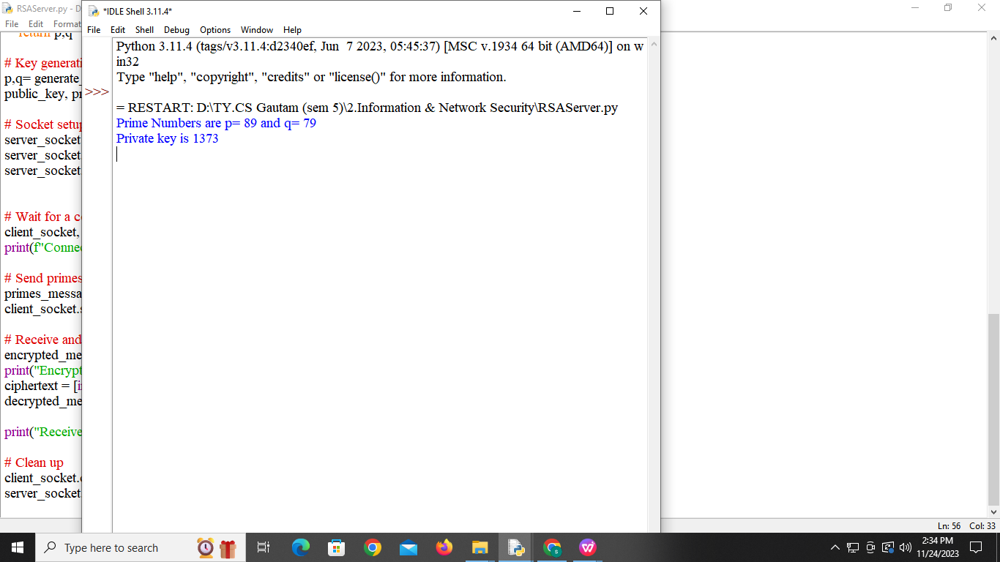 RSAServer.py - D
File Edit Format
return p,q
# Key generati
p,q= generate_
public_key, pr
# Socket setup
server_socket
server_socket
server_socket
# Wait for a c
client_socket,
print(f"Connec
# Send primes
primes_messa
client_socket.s
# Receive and
encrypted_me
print("Encrypt
ciphertext = [i
decrypted_me
print("Receive
# Clean up
client_socket.c
server_socket
*IDLE Shell 3.11.4*
File Edit Shell Debug Options Window Help
Python 3.11.4 (tags/v3.11.4:d2340ef, Jun  7 2023, 05:45:37) [MSC v.1934 64 bit (AMD64)] on w
in32
Type "help", "copyright", "credits" or "license()" for more information.
>>>
= RESTART: D:\TY.CS Gautam (sem 5)\2.Information & Network Security\RSAServer.py
Prime Numbers are p= 89 and q= 79
Private key is 1373
Ln: 56 Col: 33
Type here to search
2:34 PM
11/24/2023